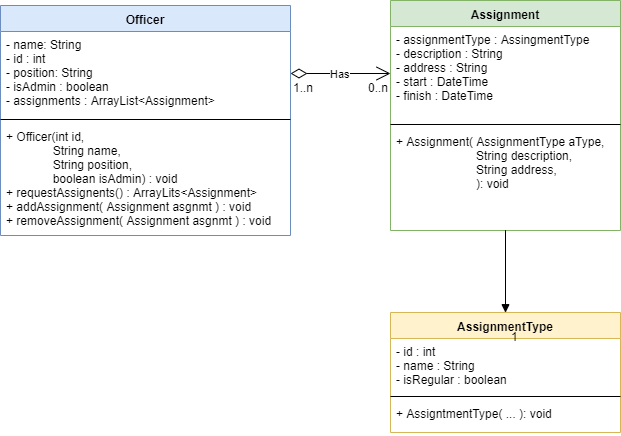 Officer
- name: String
- id : int
- position: String
- isAdmin : boolean
- assignments : ArrayList<Assignment>
+ Officer(int id,
String name,
String position,
boolean isAdmin) : void
+ requestAssignents() : ArrayLits<Assignment>
+ addAssignment( Assignment asgnmt ) : void
+ removeAssignment( Assignment asgnmt ) : void
Has
1..n
0..n
Assignment
- assignmentType : AssingmentType
- description : String
- address : String
- start : DateTime
- finish : DateTime
+ Assignment( AssignmentType aType,
String description,
String address,
): void
AssignmentType
1
- id : int
- name : String
- isRegular : boolean
+ AssigntmentType( ... ): void